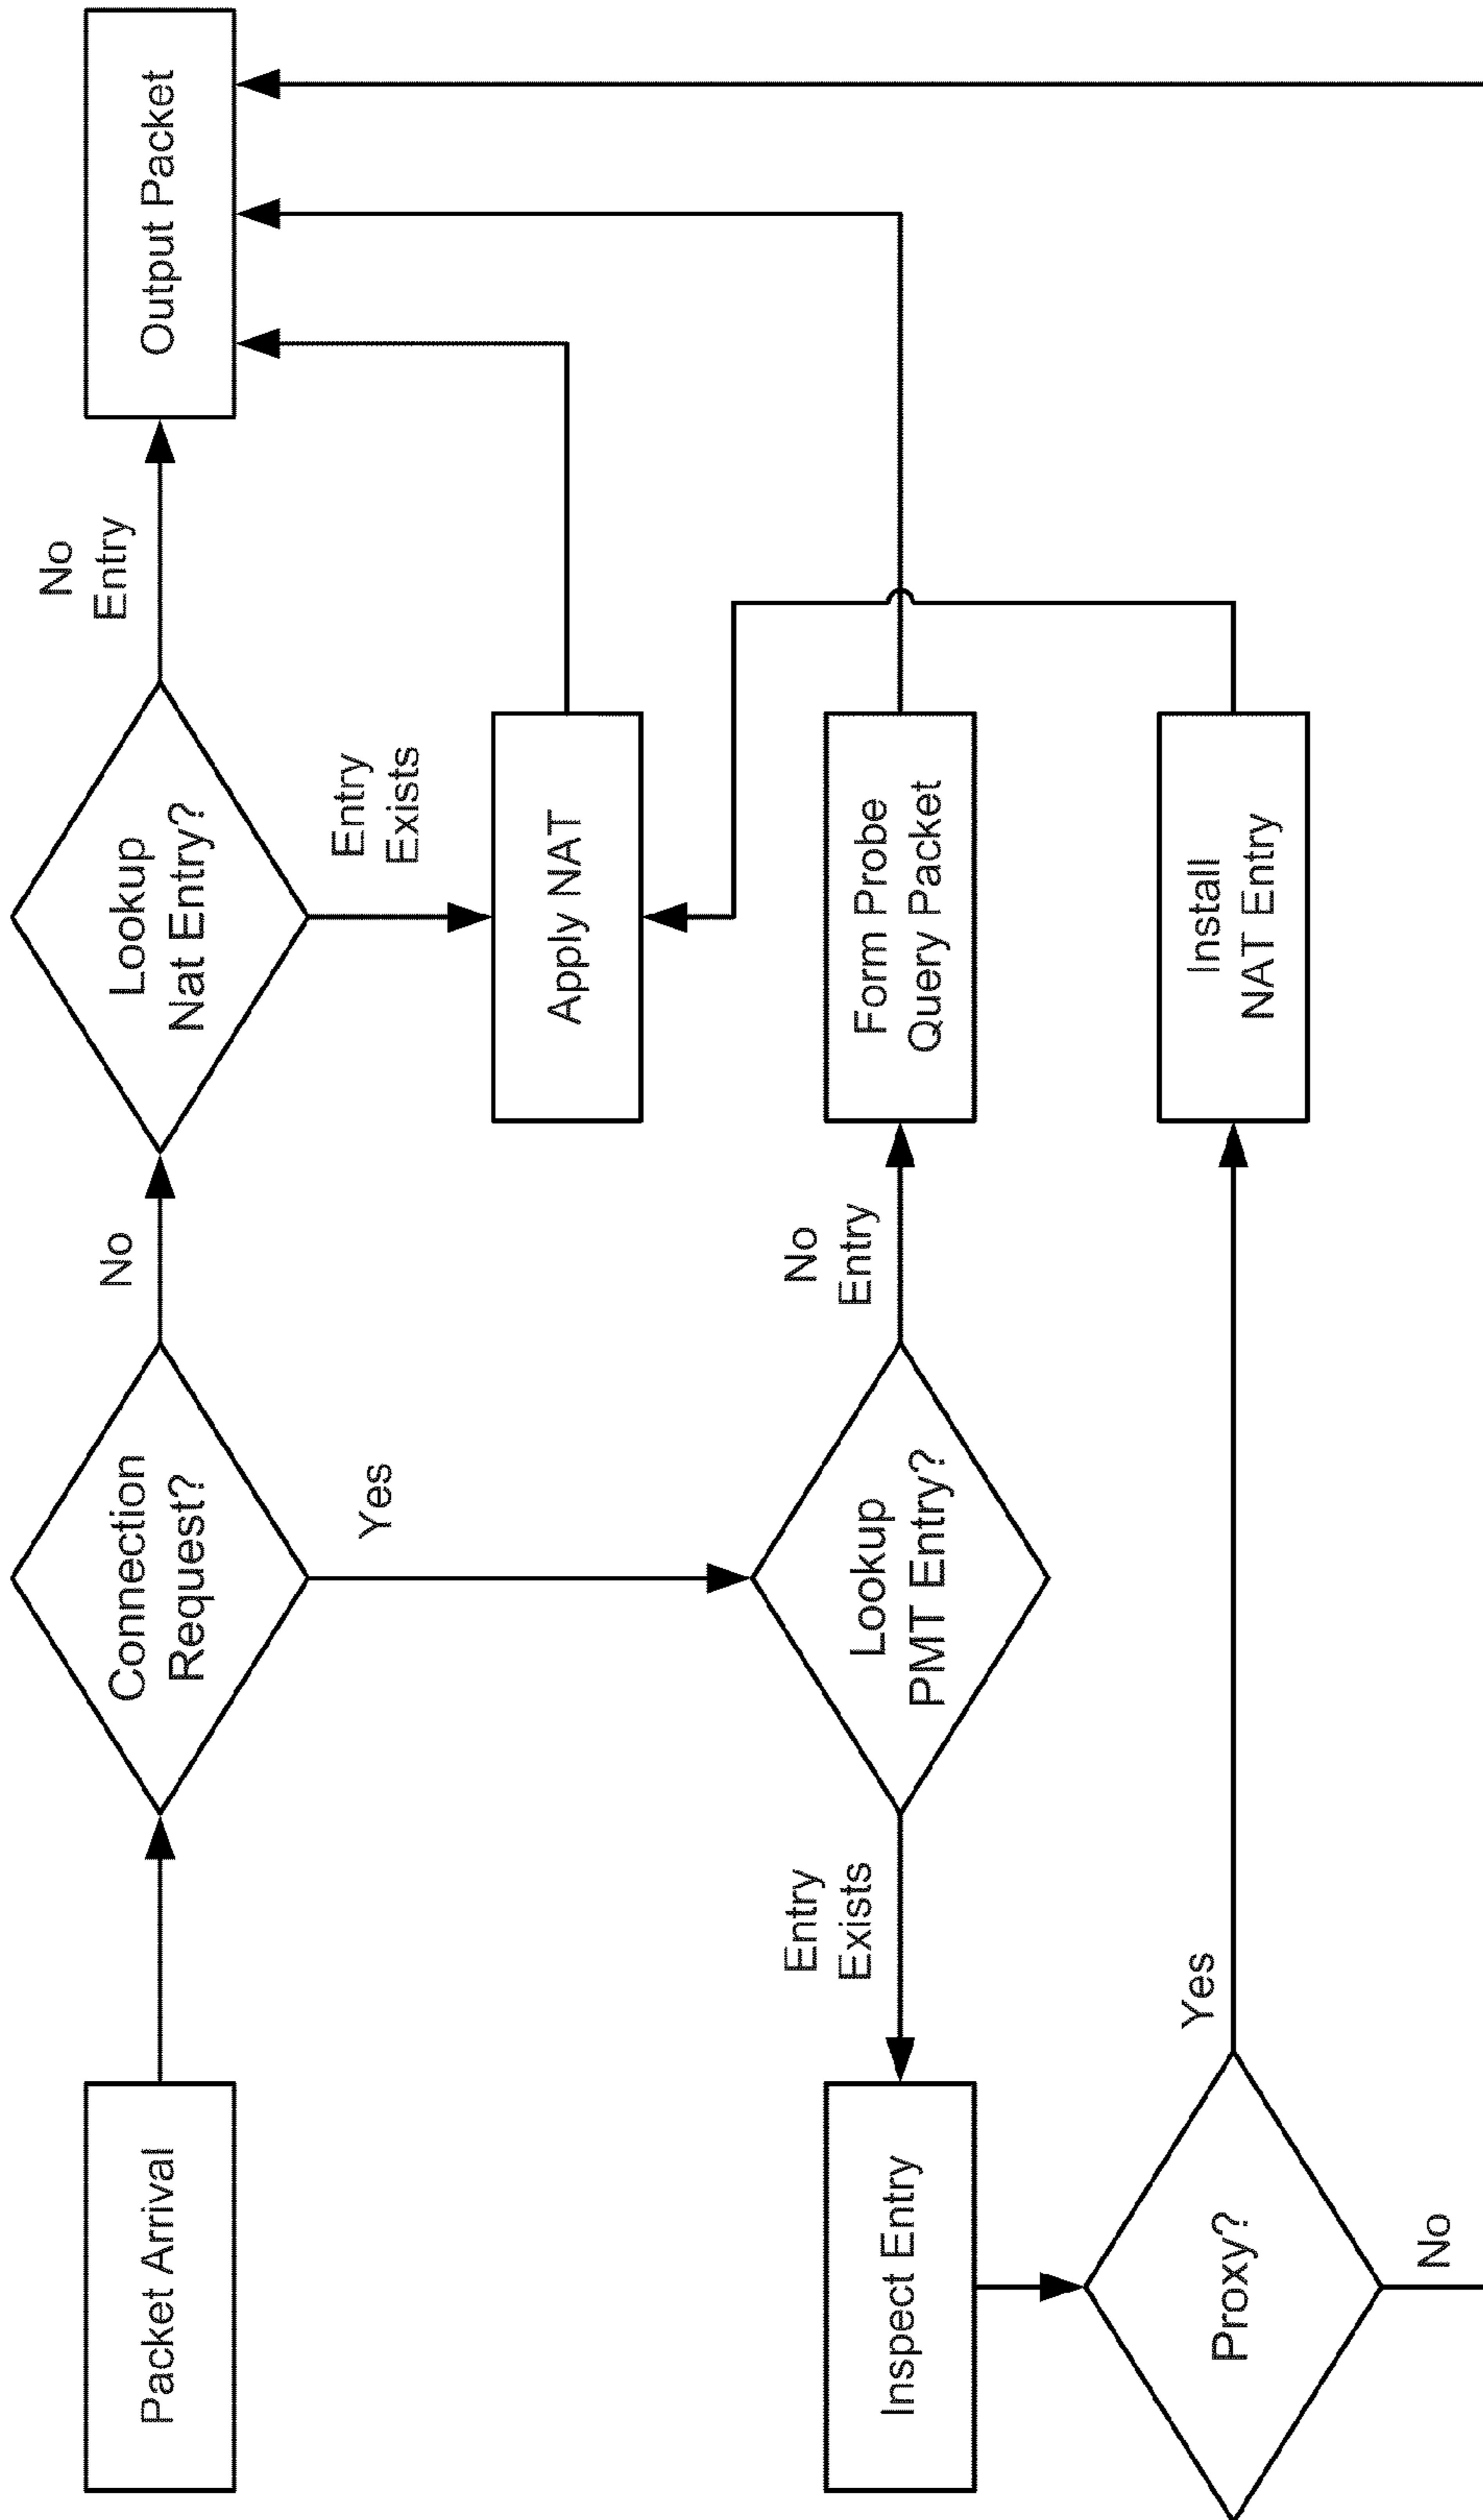 Packet Arrival
Connection
Request?
No
Lookup
Nat Entry?
No
Entry
Output Packet
Yes
Entry
Exists
Apply NAT
Inspect Entry
Entry
Exists
Lookup
PMT Entry?
No
Entry
Form Probe
Query Packet
Proxy?
Yes
Install
NAT Entry
No